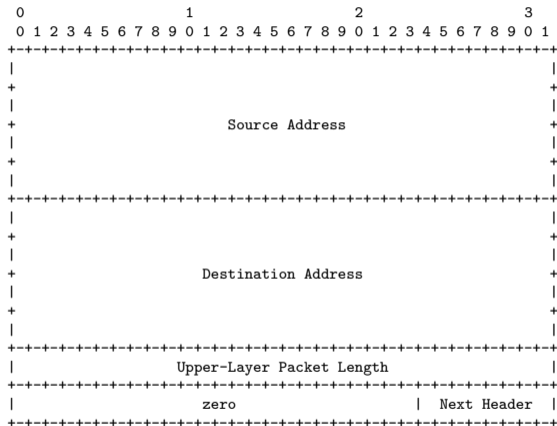 0                   1                   2                   3
 0 1 2 3 4 5 6 7 8 9 0 1 2 3 4 5 6 7 8 9 0 1 2 3 4 5 6 7 8 9 0 1
+-+-+-+-+-+-+-+-+-+-+-+-+-+-+-+-+-+-+-+-+-+-+-+-+-+-+-+-+-+-+-+-+
|                                                               |
+                                                               +
|                                                               |
+                         Source Address                        +
|                                                               |
+                                                               +
|                                                               |
+-+-+-+-+-+-+-+-+-+-+-+-+-+-+-+-+-+-+-+-+-+-+-+-+-+-+-+-+-+-+-+-+
|                                                               |
+                                                               +
|                                                               |
+                      Destination Address                      +
|                                                               |
+                                                               +
|                                                               |
+-+-+-+-+-+-+-+-+-+-+-+-+-+-+-+-+-+-+-+-+-+-+-+-+-+-+-+-+-+-+-+-+
|                   Upper-Layer Packet Length                   |
+-+-+-+-+-+-+-+-+-+-+-+-+-+-+-+-+-+-+-+-+-+-+-+-+-+-+-+-+-+-+-+-+
|                      zero                     |  Next Header  |
+-+-+-+-+-+-+-+-+-+-+-+-+-+-+-+-+-+-+-+-+-+-+-+-+-+-+-+-+-+-+-+-+